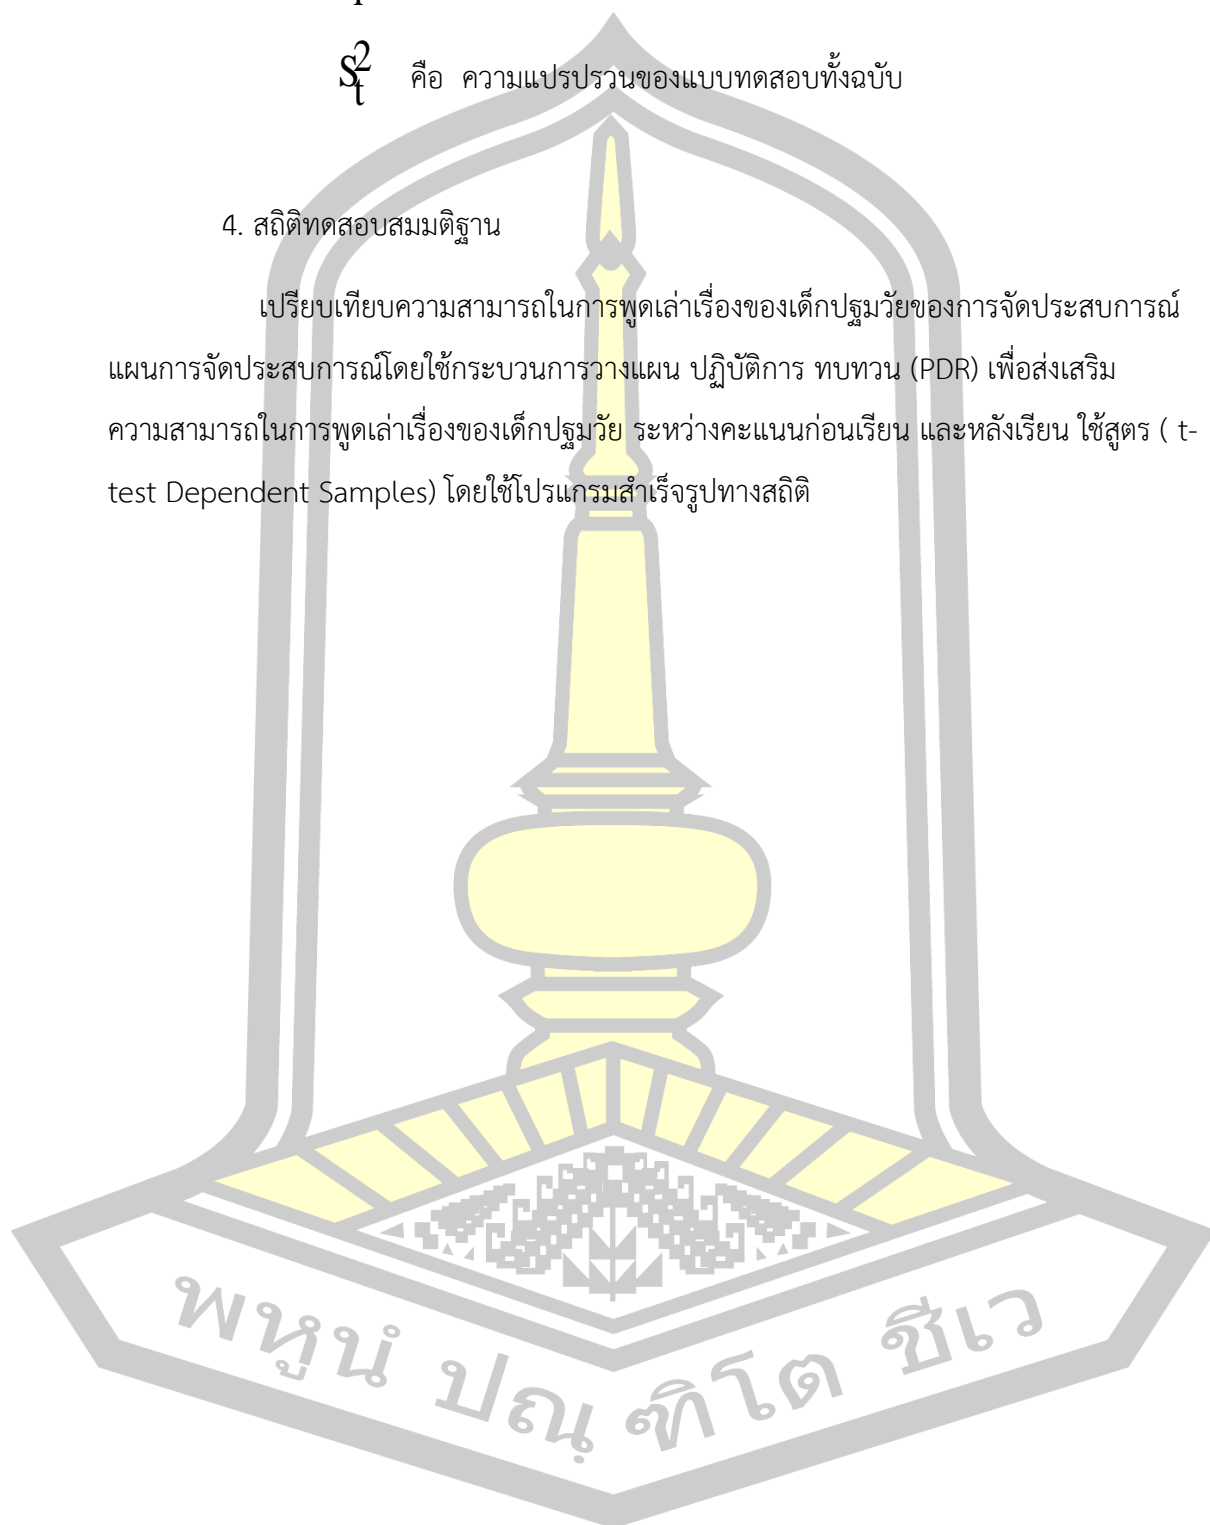 S²t คือ ความแปรปรวนของแบบทดสอบทั้งฉบับ
4. สถิติทดสอบสมมติฐาน
เปรียบเทียบความสามารถในการพูดเล่าเรื่องของเด็กปฐมวัยของการจัดประสบการณ์
แผนการจัดประสบการณ์โดยใช้กระบวนการวางแผน ปฏิบัติการ ทบทวน (PDR) เพื่อส่งเสริม
ความสามารถในการพูดเล่าเรื่องของเด็กปฐมวัย ระหว่างคะแนนก่อนเรียน และหลังเรียน ใช้สูตร ( t-
test Dependent Samples) โดยใช้โปรแกรมสำเร็จรูปทางสถิติ
พหูนํ ปณฺฑิโต ชีเว